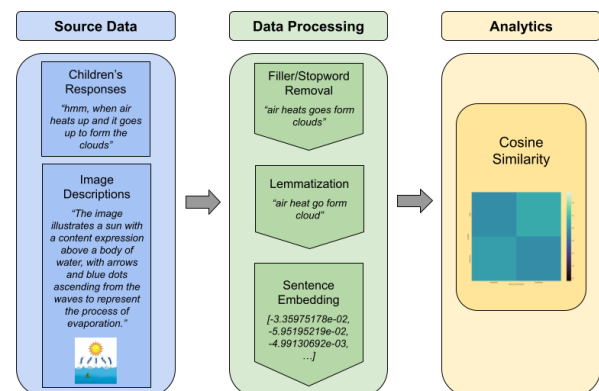 Source Data
Children's
Responses
"hmm, when air
heats up and it goes
up to form the
clouds"
Image
Descriptions
"The image
illustrates a sun with
a content expression
above a body of
water, with arrows
and blue dots
ascending from the
waves to represent
the process of
evaporation."
Data Processing
Filler/Stopword
Removal
"air heats goes form
clouds"
Lemmatization
"air heat go form
cloud"
Sentence
Embedding
[-3.35975178e-02,
-5.95195219e-02,
-4.99130692e-03,
...]
Analytics
Cosine
Similarity